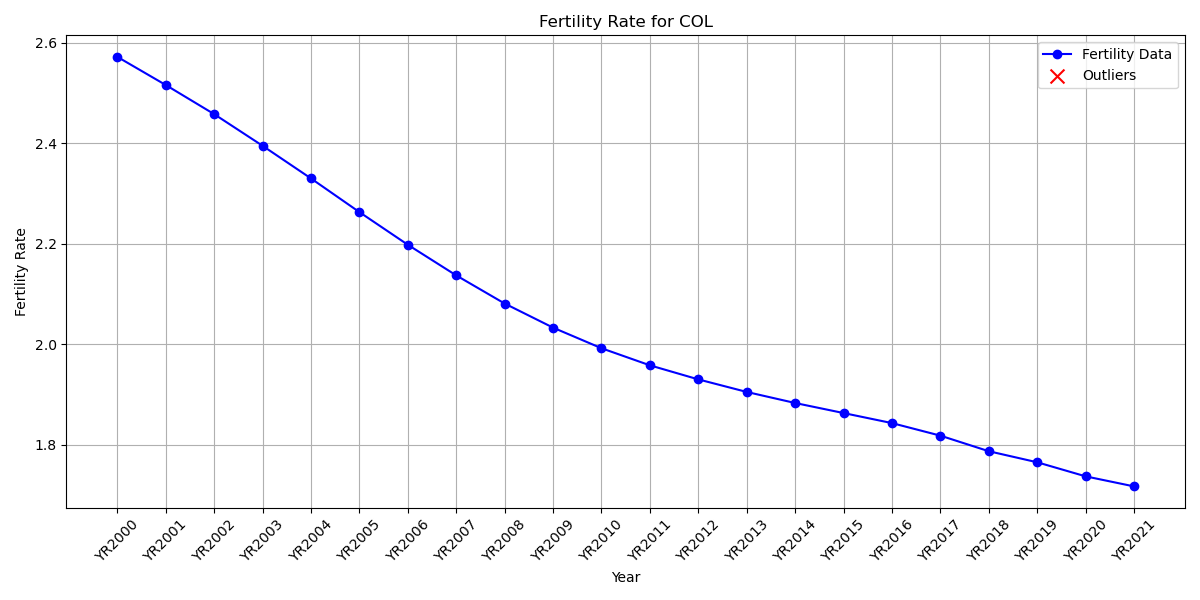 Fertility Rate for COL
Fertility Data
Outliers
Fertility Rate
2.6
2.4
2.2
2.0
1.8
YR2000
YR2001
YR2002
YR2003
YR2004
YR2005
YR2006
YR2007
YR2008
YR2009
YR2010
YR2011
YR2012
YR2013
YR2014
YR2015
YR2016
YR2017
YR2018
YR2019
YR2020
YR2021
Year